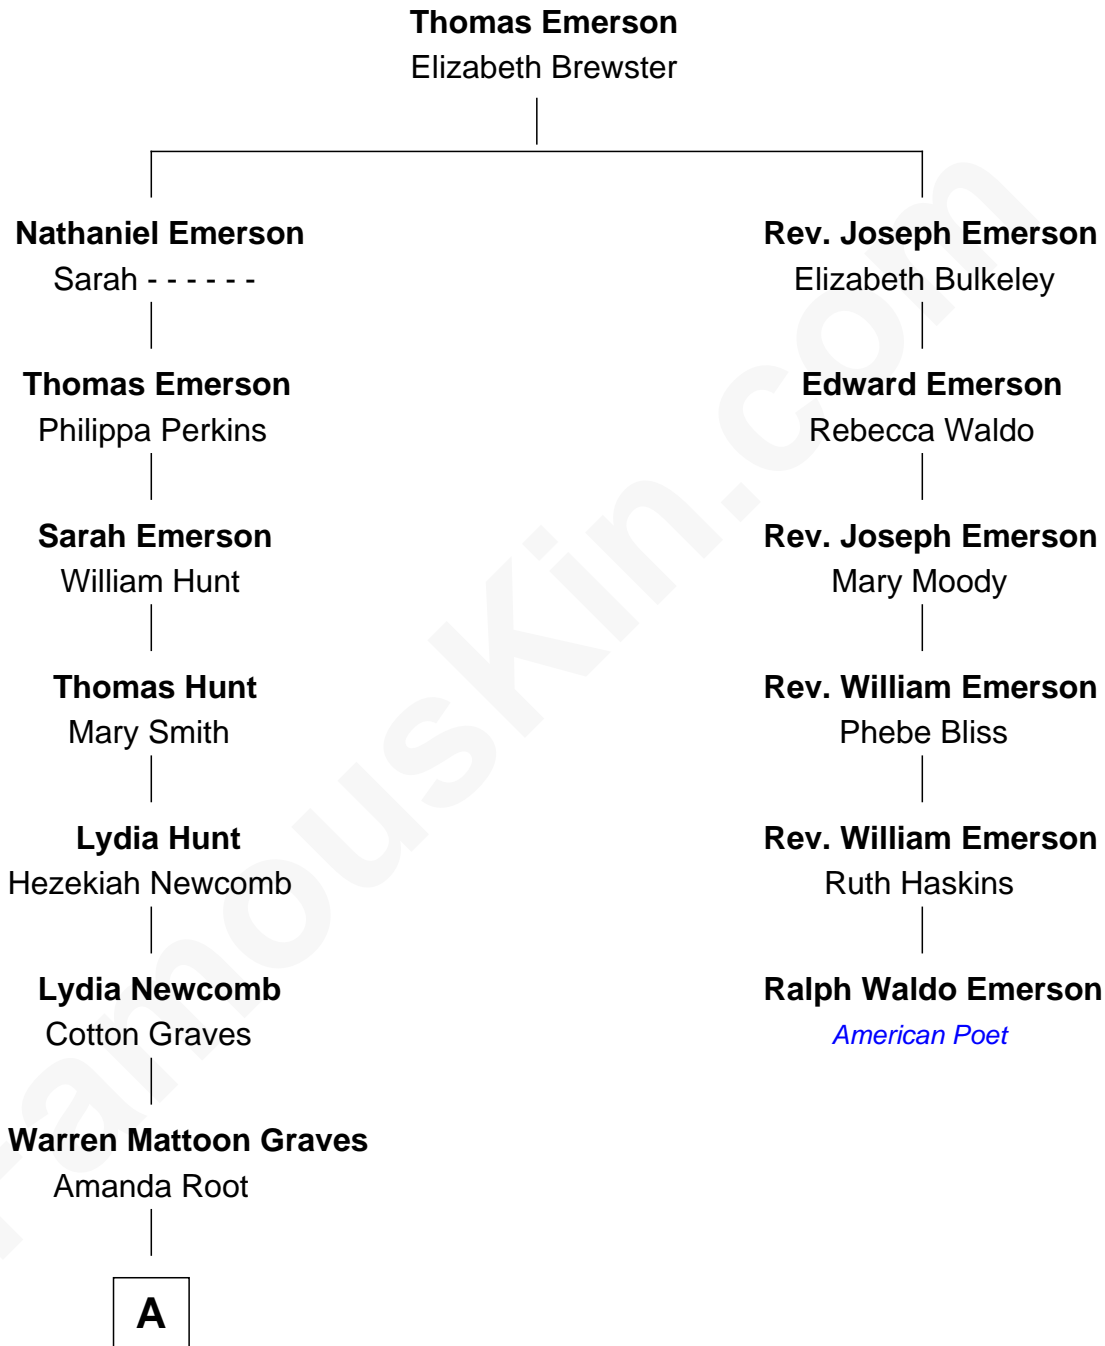 Thomas Emerson
Elizabeth Brewster
Nathaniel Emerson
Sarah - - - - - -
Rev. Joseph Emerson
Elizabeth Bulkeley
Thomas Emerson
Philippa Perkins
Edward Emerson
Rebecca Waldo
Sarah Emerson
William Hunt
Rev. Joseph Emerson
Mary Moody
Thomas Hunt
Mary Smith
Rev. William Emerson
Phebe Bliss
Lydia Hunt
Hezekiah Newcomb
Rev. William Emerson
Ruth Haskins
Lydia Newcomb
Cotton Graves
Ralph Waldo Emerson
American Poet
Warren Mattoon Graves
Amanda Root
A
FamousKin.com